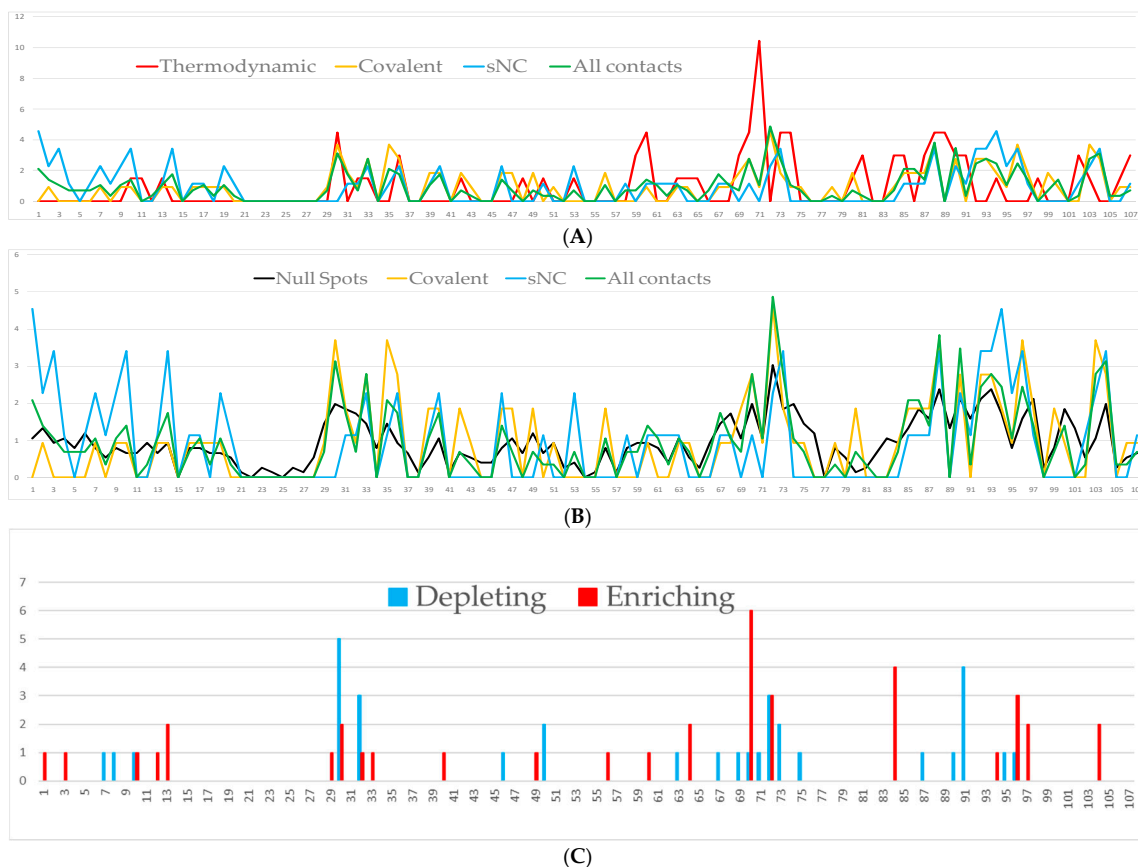 12
10
8
6
4
2
0
Thermodynamic Covalent sNC All contacts
1 3 5 7 9 11 13 15 17 19 21 23 25 27 29 31 33 35 37 39 41 43 45 47 49 51 53 55 57 59 61 63 65 67 69 71 73 75 77 79 81 83 85 87 89 91 93 95 97 99 101 103 105 107
(A)
6
5
4
3
2
1
0
Null Spots Covalent sNC All contacts
1 3 5 7 9 11 13 15 17 19 21 23 25 27 29 31 33 35 37 39 41 43 45 47 49 51 53 55 57 59 61 63 65 67 69 71 73 75 77 79 81 83 85 87 89 91 93 95 97 99 101 103 105
(B)
7
6
5
4
3
2
1
0
Depleting Enriching
1 3 5 7 9 11 13 15 17 19 21 23 25 27 29 31 33 35 37 39 41 43 45 47 49 51 53 55 57 59 61 63 65 67 69 71 73 75 77 79 81 83 85 87 89 91 93 95 97 99 101 103 105 107
(C)